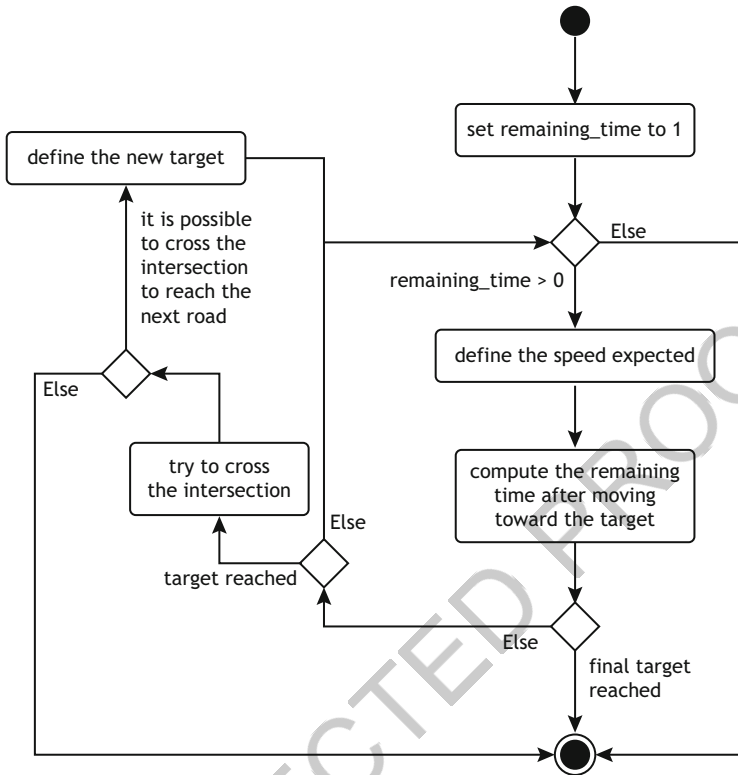 set remaining_time to 1
define the new target
it is possible
to cross the
intersection
to reach the
next road
Else
remaining_time > 0
define the speed expected
Else
try to cross
the intersection
compute the remaining
time after moving
toward the target
Else
target reached
Else
final target
reached